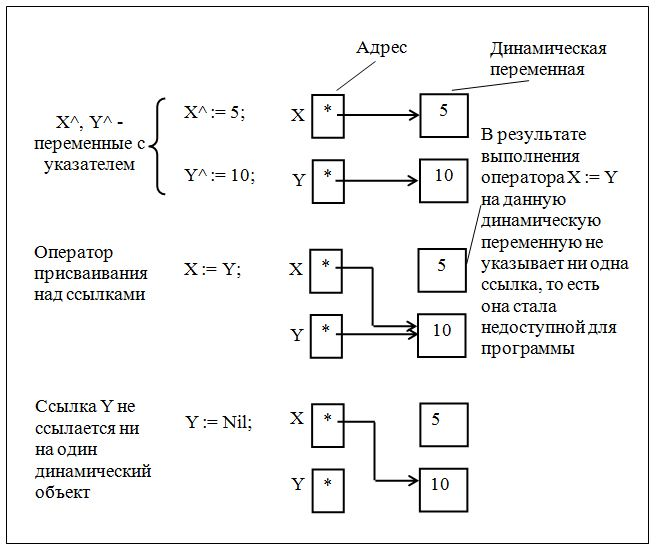 Адрес
Динамическая
переменная
X^, Y^ -
переменные с
указателем
X^ := 5;
X
*
5
Y^ := 10;
Y
*
10
В результате
выполнения
оператора X := Y
на данную
динамическую
переменную не
указывает ни одна
ссылка, то есть
она стала
недоступной для
программы
Оператор
присваивания
над ссылками
X := Y;
X
*
5
Y
*
10
Ссылка Y не
ссылается ни
на один
динамический
объект
Y := Nil;
X
*
5
Y
*
10